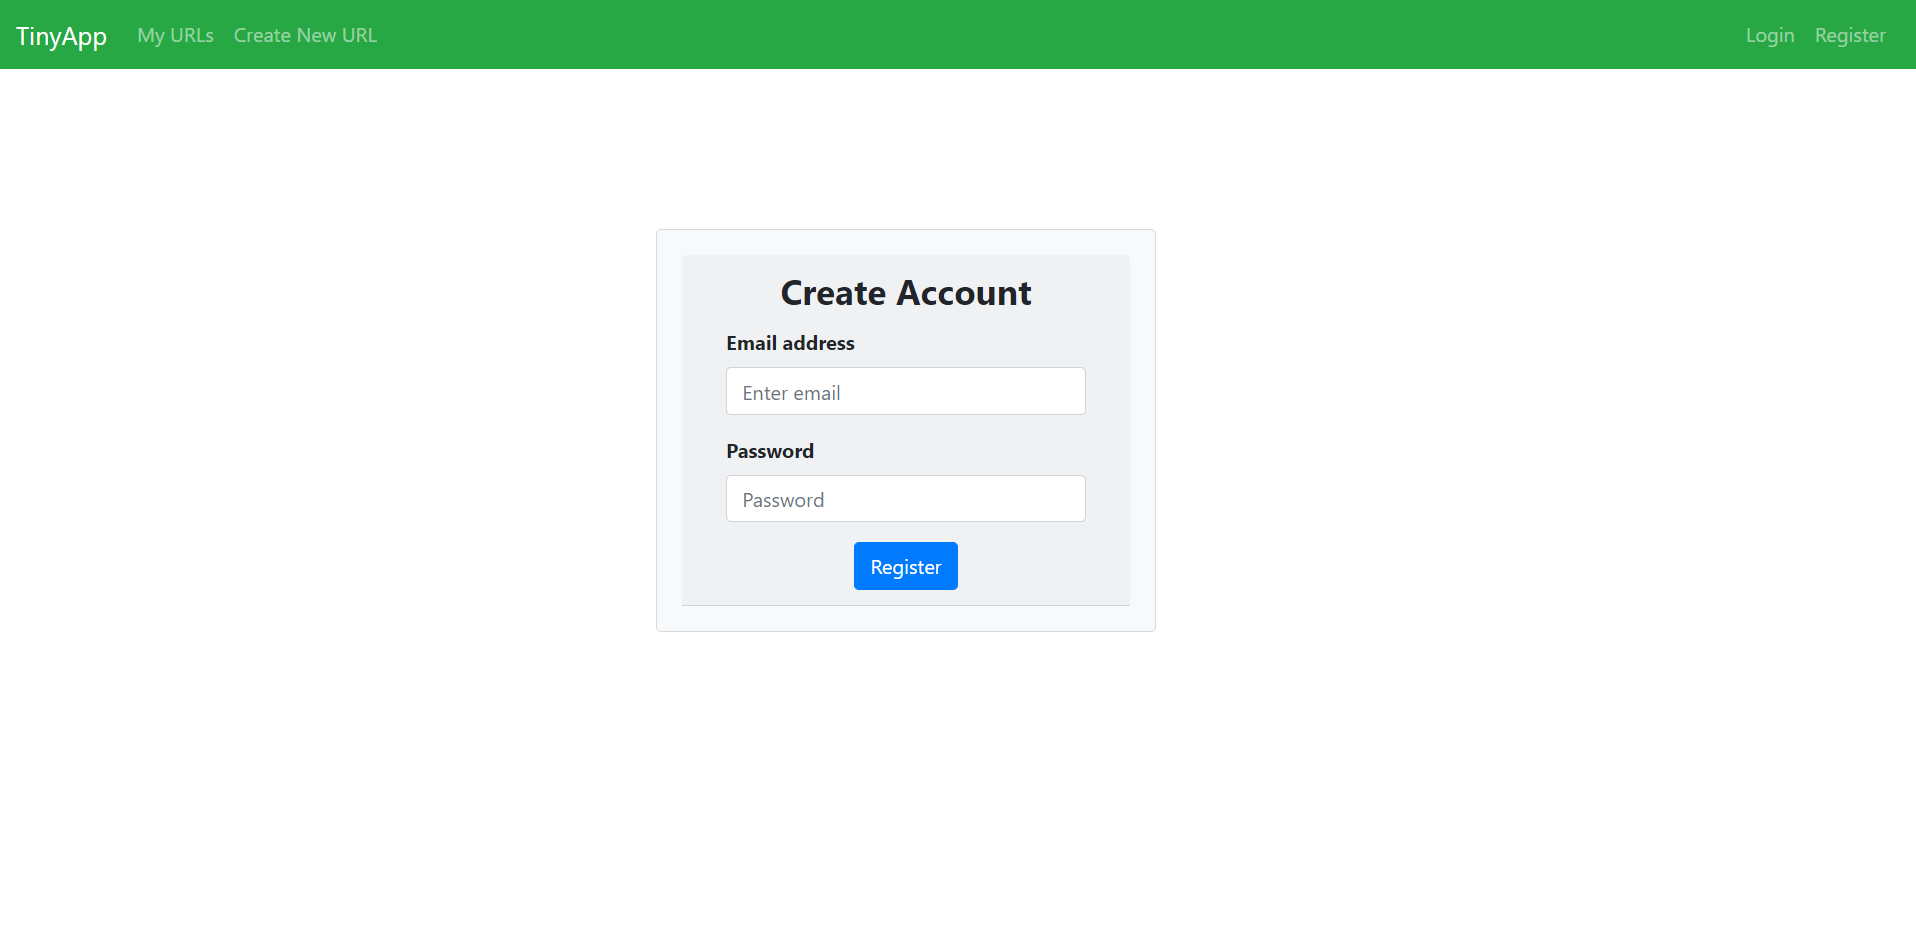 TinyApp My URLs Create New URL Login Register
Create Account
Email address
Enter email
Password
Password
Register